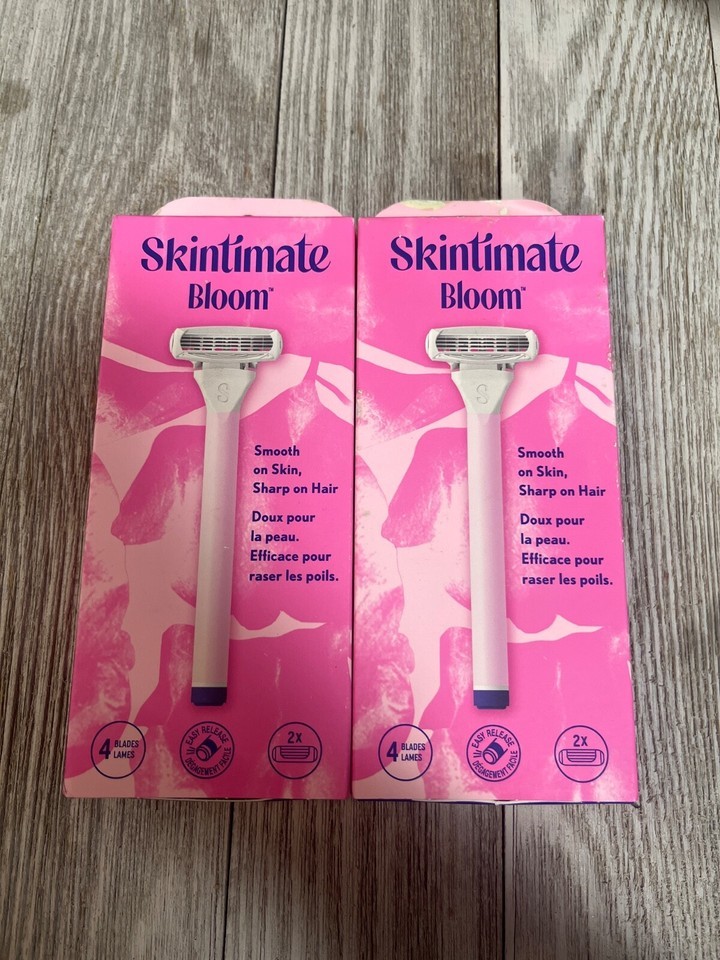 Skintimate
Bloom™
S
Smooth
on Skin,
Sharp on Hair
Doux pour
la peau.
Efficace pour
raser les poils.
4 BLADES
LAMES
EASY RELEASE
DÉGAGEMENT FACILE
2x
Skintimate
Bloom™
S
Smooth
on Skin,
Sharp on Hair
Doux pour
la peau.
Efficace pour
raser les poils.
4 BLADES
LAMES
EASY RELEASE
DÉGAGEMENT FACILE
2x